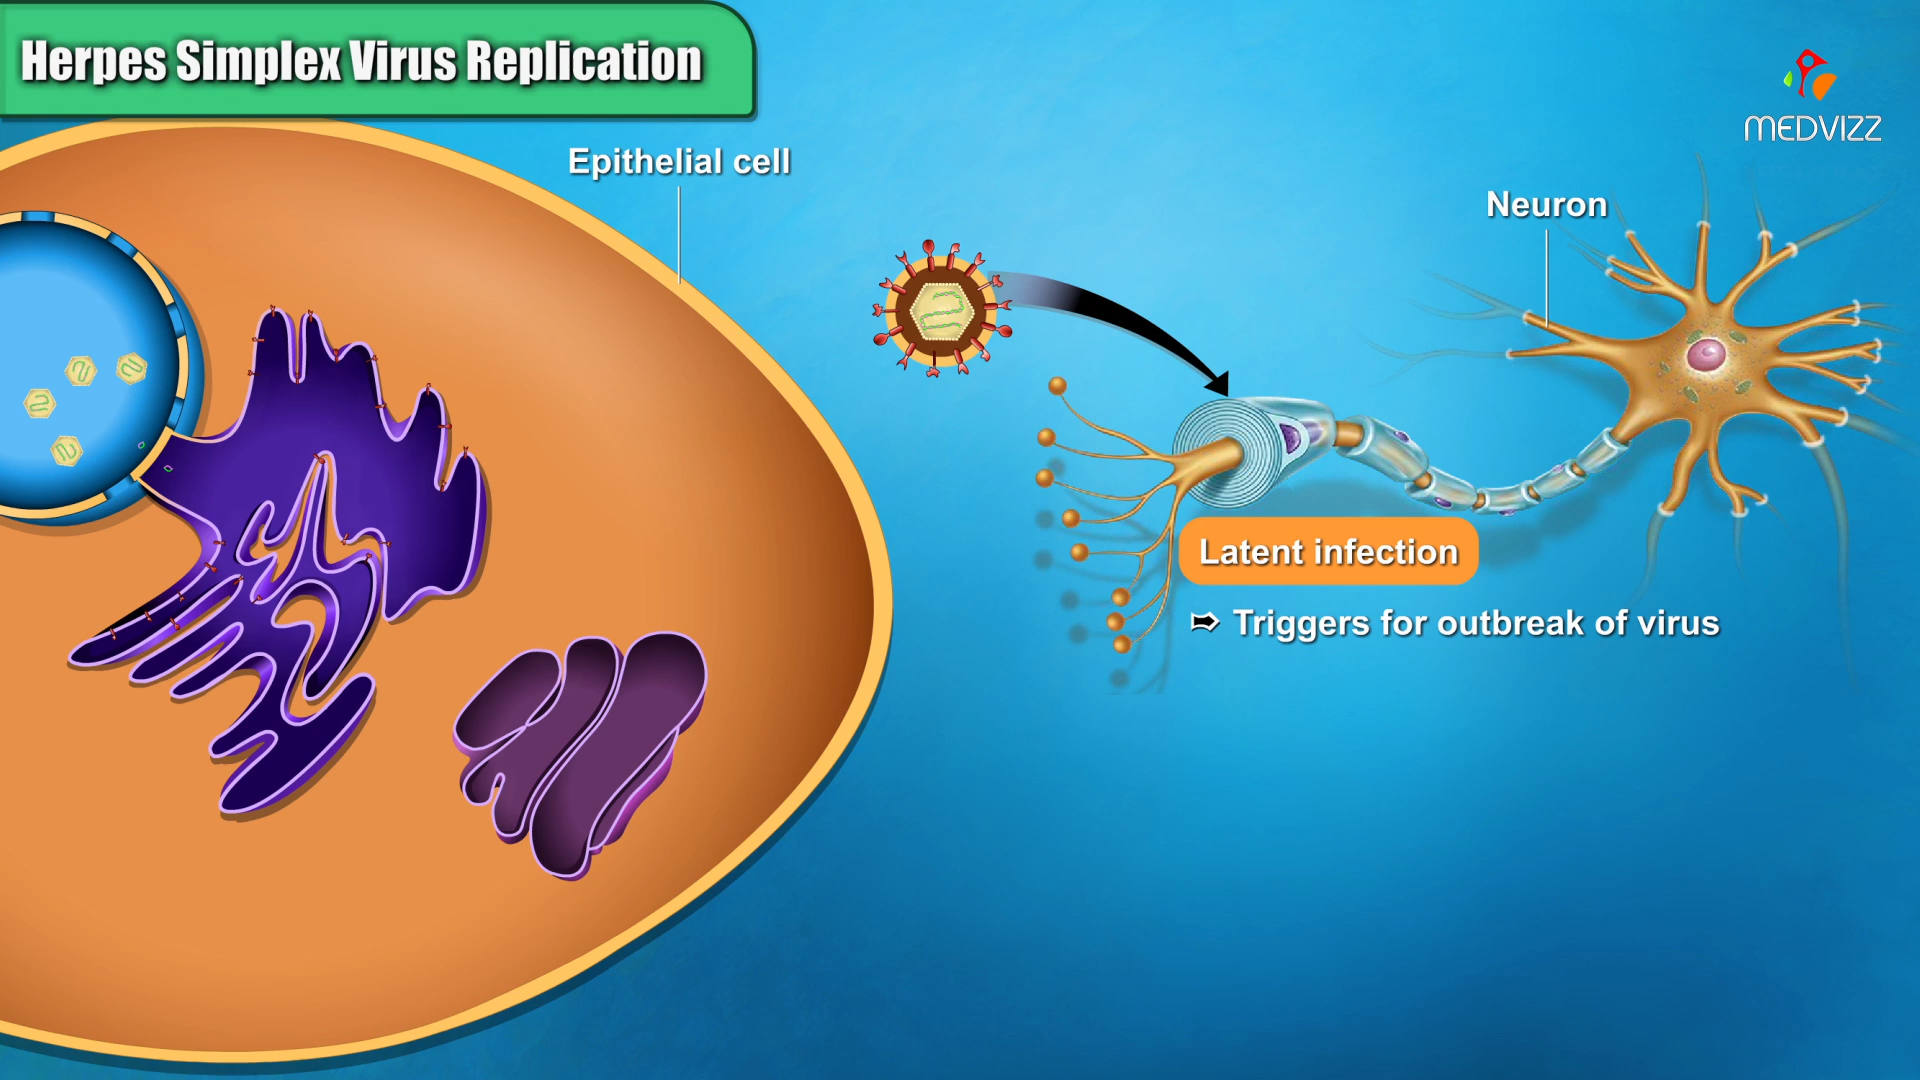 Herpes Simplex Virus Replication
MEDVIZZ
Epithelial cell
Neuron
Latent infection
➯ Triggers for outbreak of virus